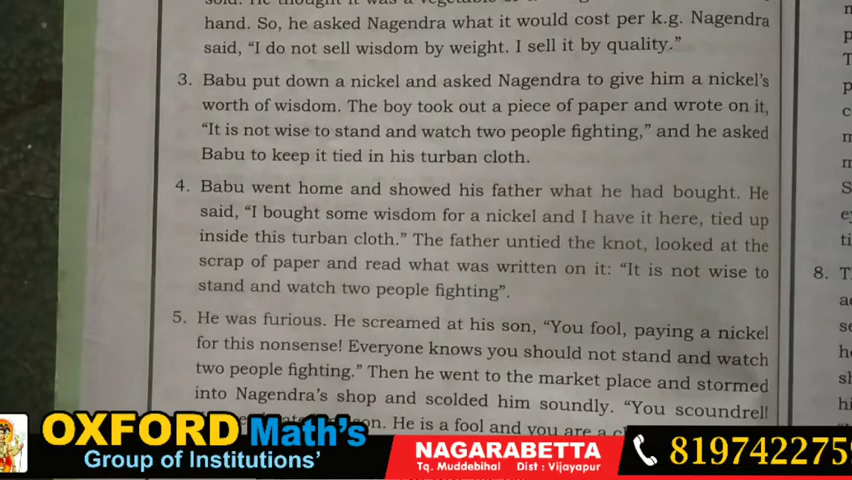 hand. So, he asked Nagendra what it would cost per k.g. Nagendra
said, “I do not sell wisdom by weight. I sell it by quality.”
3. Babu put down a nickel and asked Nagendra to give him a nickel's
worth of wisdom. The boy took out a piece of paper and wrote on it,
“It is not wise to stand and watch two people fighting,” and he asked
Babu to keep it tied in his turban cloth.
4. Babu went home and showed his father what he had bought. He
said, “I bought some wisdom for a nickel and I have it here, tied up
inside this turban cloth.” The father untied the knot, looked at the
scrap of paper and read what was written on it: “It is not wise to
stand and watch two people fighting”.
5. He was furious. He screamed at his son, “You fool, paying a nickel
for this nonsense! Everyone knows you should not stand and watch
two people fighting.” Then he went to the market place and stormed
into Nagendra's shop and scolded him soundly. “You scoundrel!
He is a fool and you are a
8.
OXFORD Math's
Group of Institutions'
NAGARABETTA
Tq. Muddebihal Dist : Vijayapur
819742275